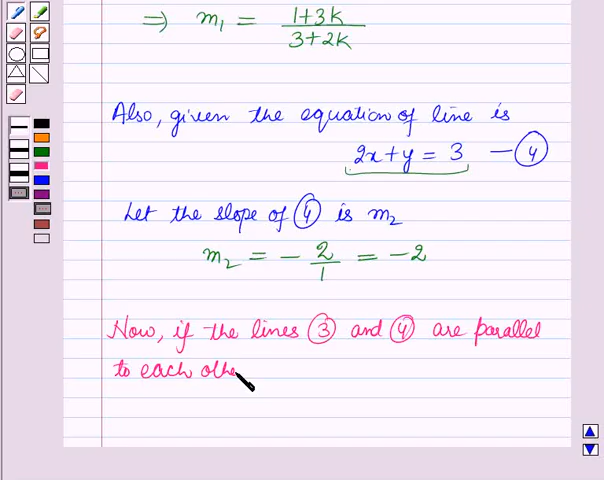 ⇒ m₁ = 1+3k / 3+2k
Also, given the equation of line is
2x+y = 3 — ④
Let the slope of ④ is m₂
m₂ = - 2/1 = -2
Now, if the lines ③ and ④ are parallel
to each othe